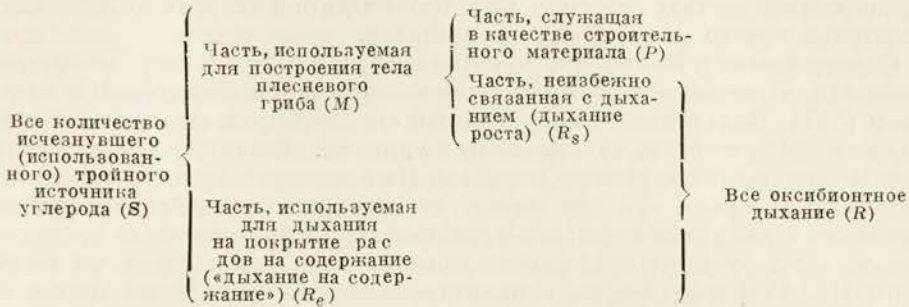 Все количество
исчезнувшего
(использован-
ного) тройного
источника
углерода (S)
Часть, используемая
для построения тела
плесневого
гриба (M)
Часть, служащая
в качестве строитель-
ного материала (P)
Часть, неизбежно
связанная с дыха-
нием (дыхание
роста) (Rs)
Часть, используемая
для дыхания
на покрытие рас
дов на содержание
(«дыхание на содер-
жание») (Re)
Все оксибионтное
дыхание (R)